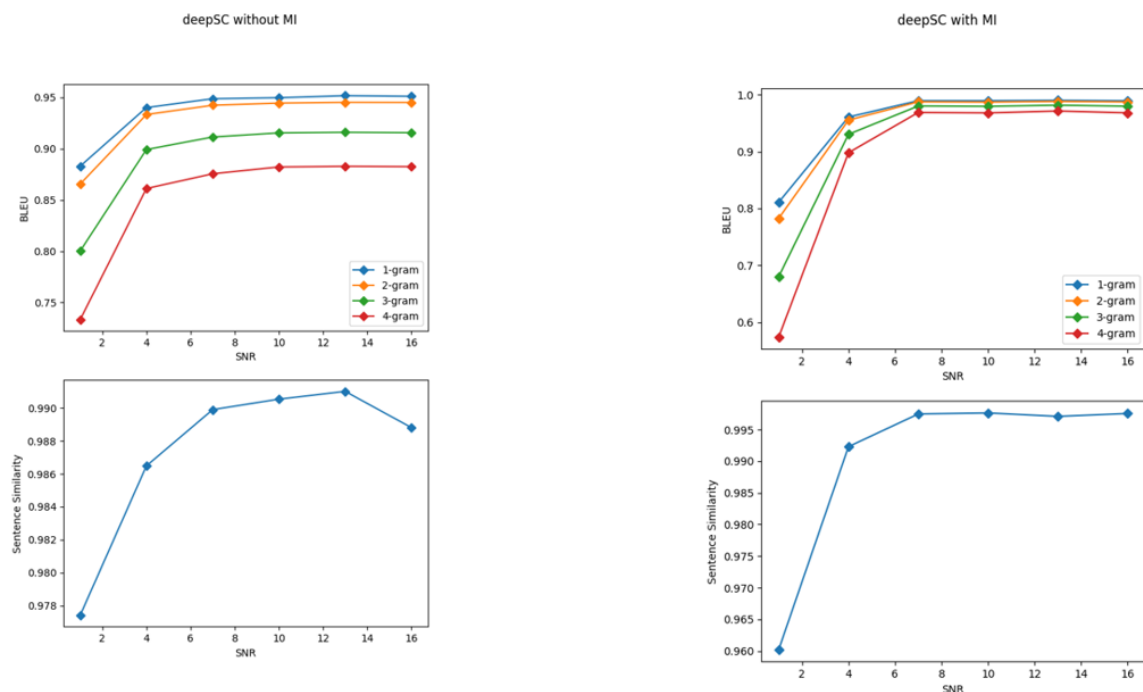 deepSC without MI
0.95
0.90
0.85
0.80
0.75
BLEU
1-gram
2-gram
3-gram
4-gram
2 4 6 8 10 12 14 16
SNR
0.990
0.988
0.986
0.984
0.982
0.980
0.978
Sentence Similarity
2 4 6 8 10 12 14 16
SNR
deepSC with MI
1.0
0.9
0.8
0.7
0.6
BLEU
1-gram
2-gram
3-gram
4-gram
2 4 6 8 10 12 14 16
SNR
0.995
0.990
0.985
0.980
0.975
0.970
0.965
0.960
Sentence Similarity
2 4 6 8 10 12 14 16
SNR